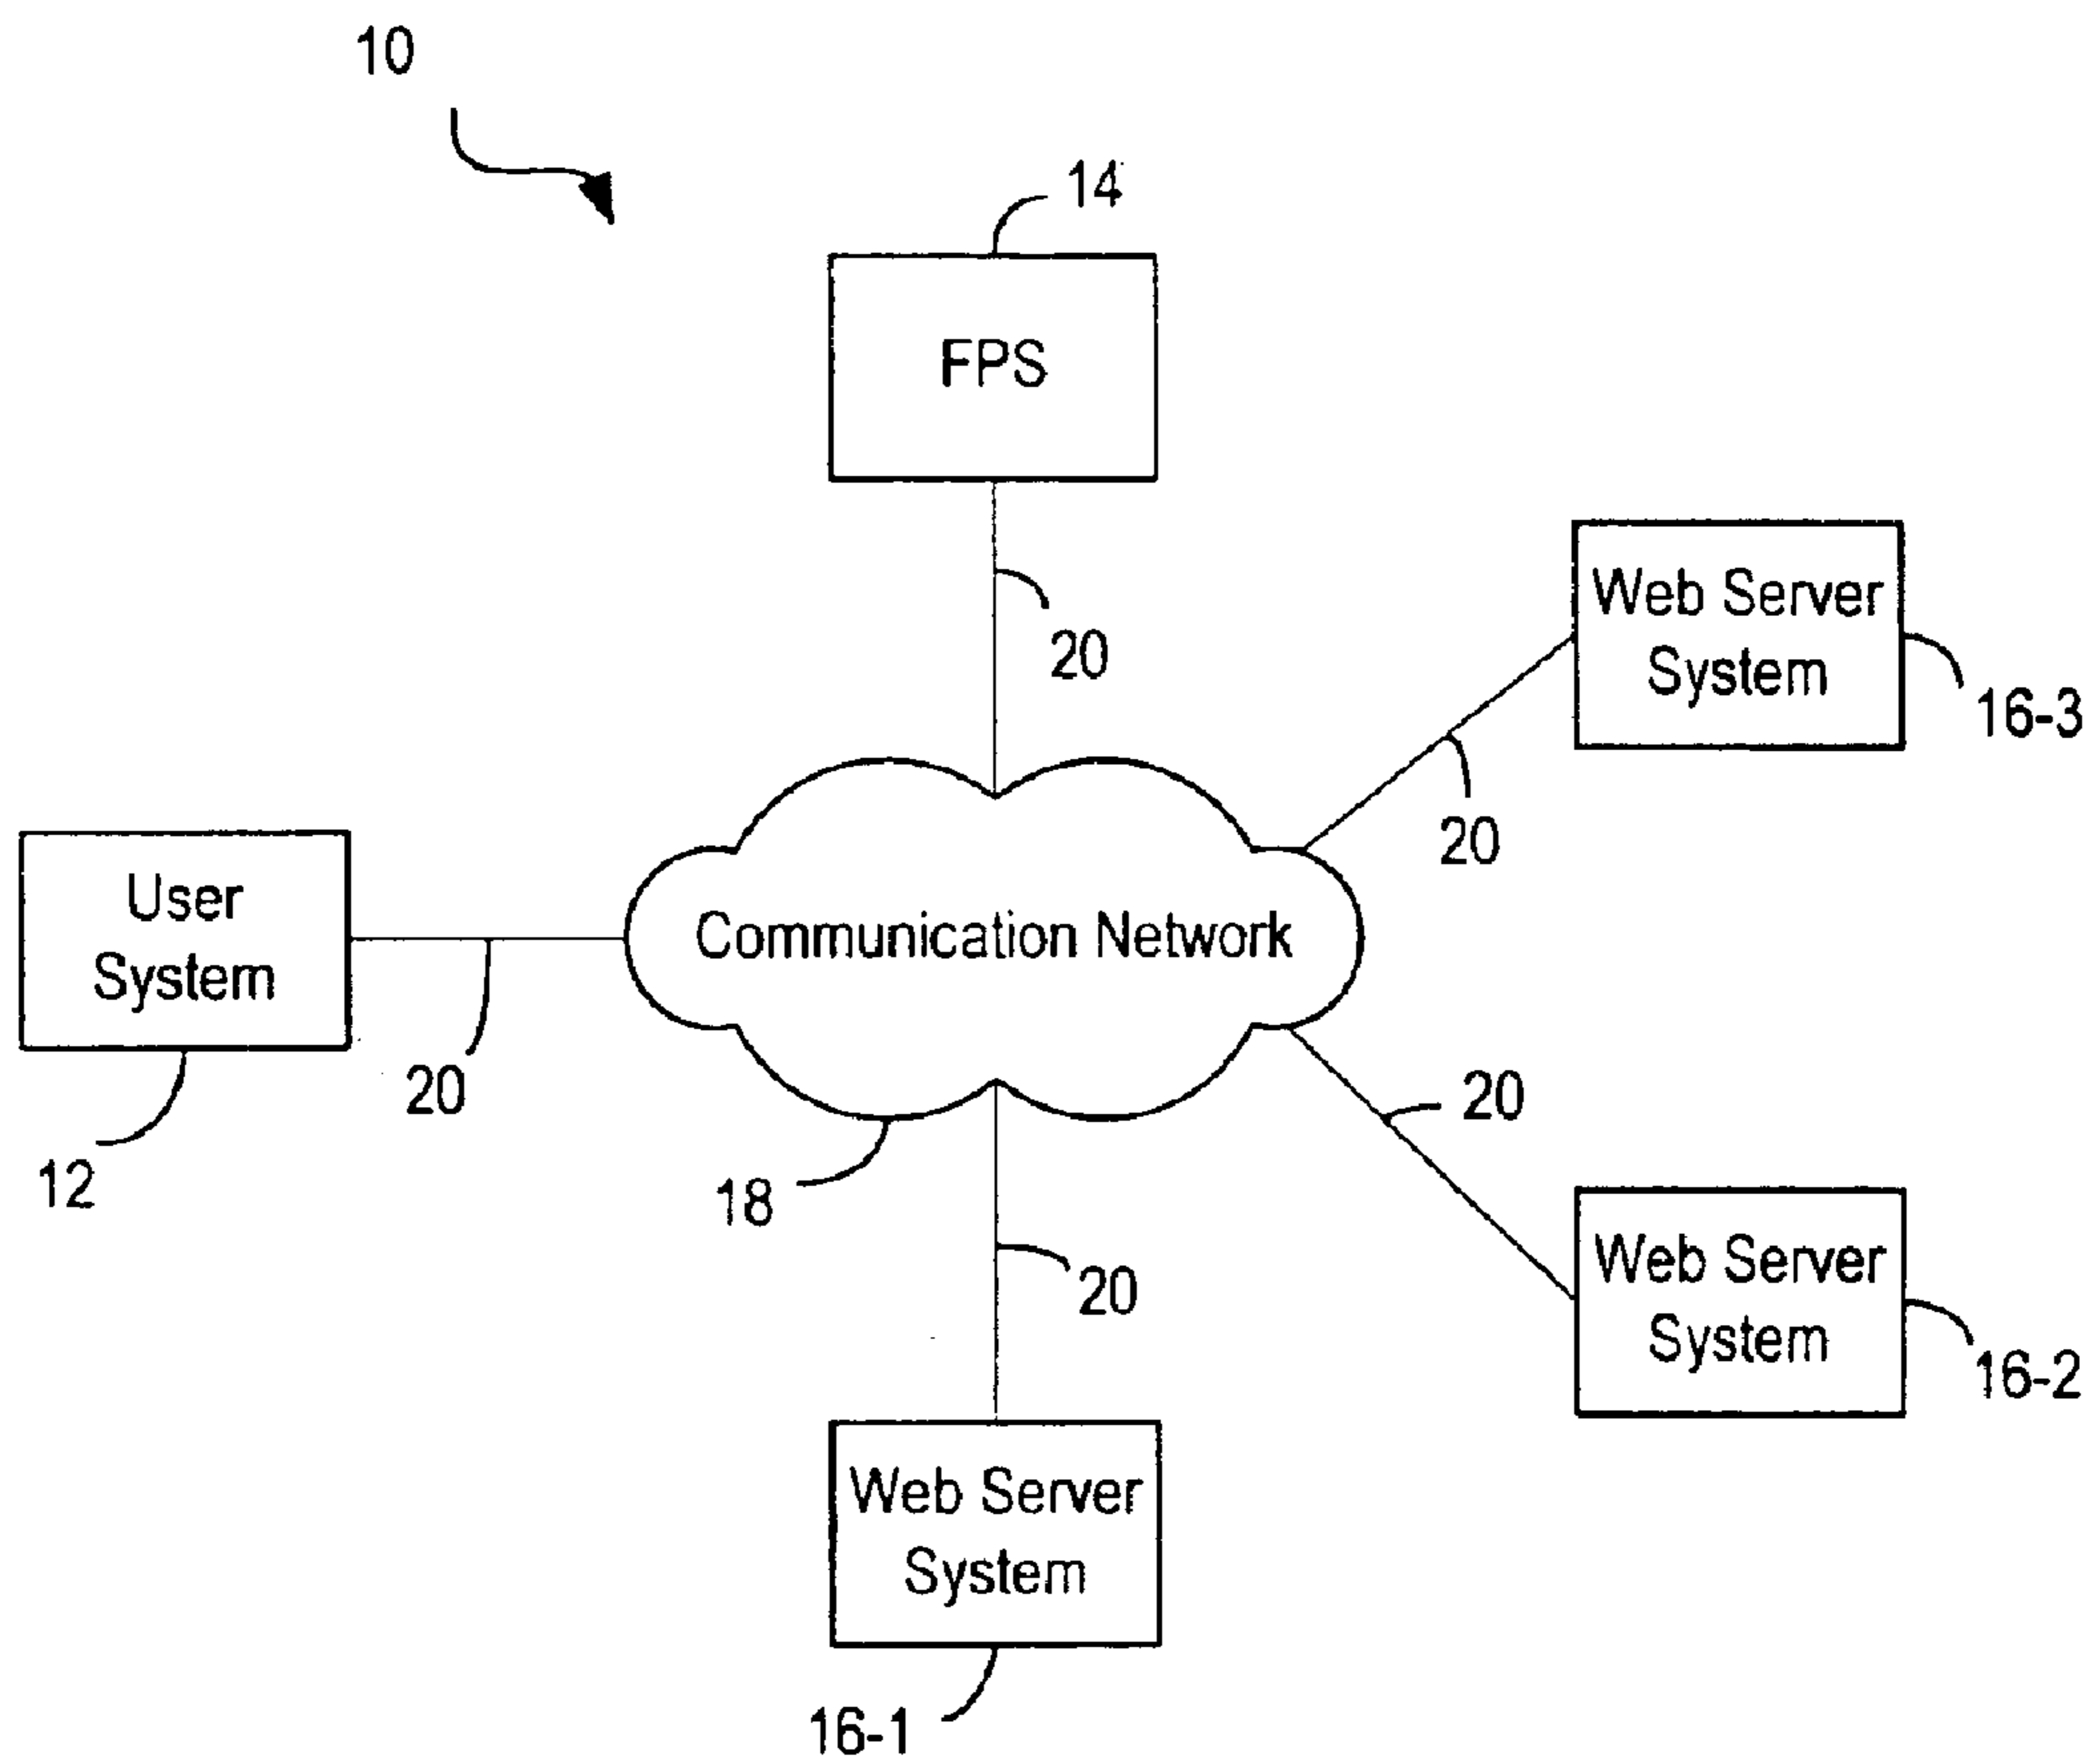 10
14
FPS
20
Web Server
System
16-3
20
User
System
Communication Network
20
12
18
20
20
Web Server
System
16-2
Web Server
System
16-1